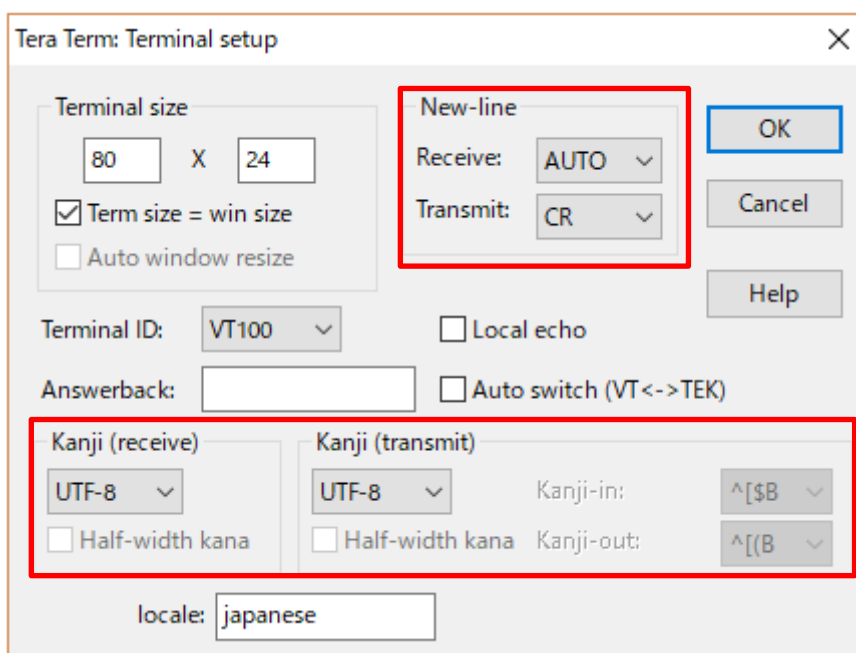 Tera Term: Terminal setup
Terminal size
80 X 24
Term size = win size
Auto window resize
New-line
Receive: AUTO
Transmit: CR
OK
Cancel
Help
Terminal ID: VT100
Local echo
Answerback:
Auto switch (VT<->TEK)
Kanji (receive)
UTF-8
Half-width kana
Kanji (transmit)
UTF-8
Half-width kana
Kanji-in: ^[$B
Kanji-out: ^[(B
locale: japanese